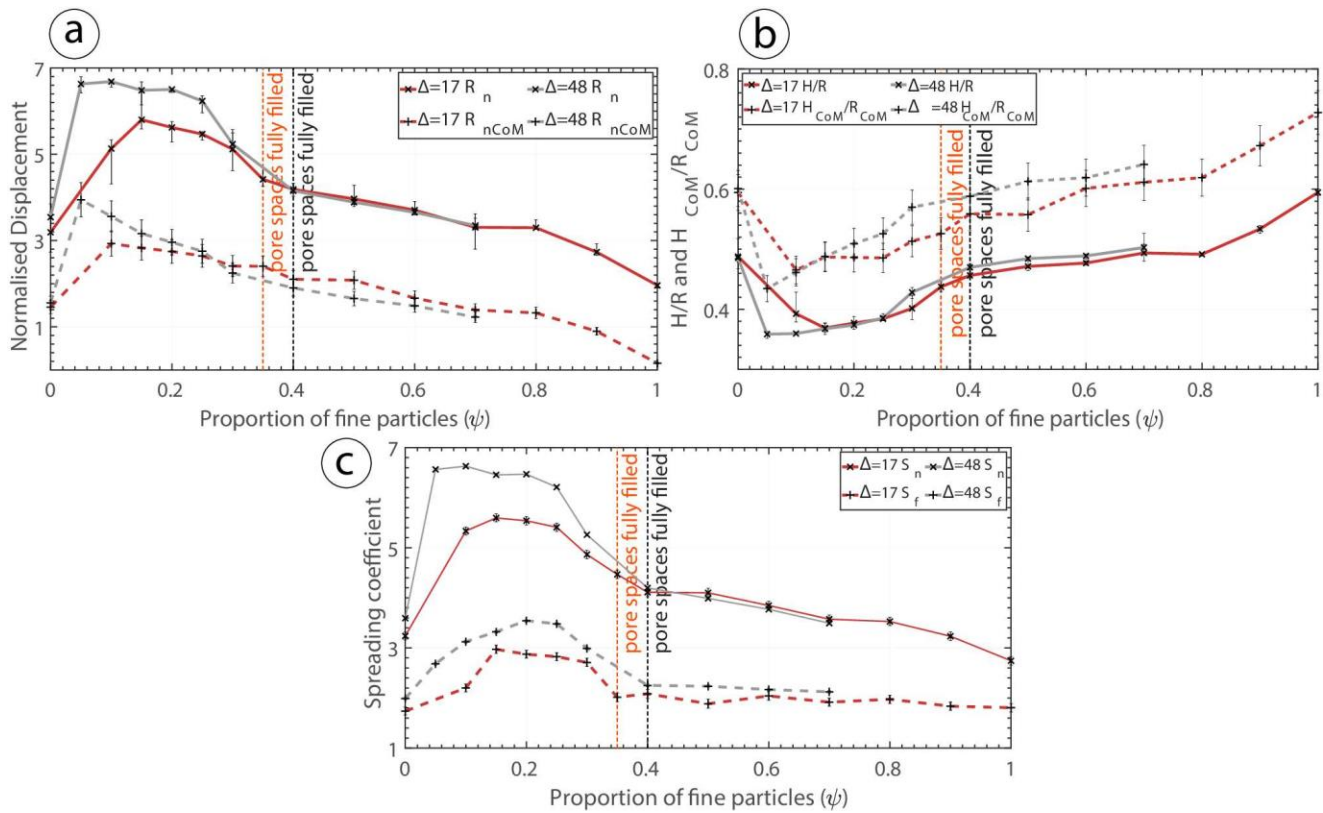 a
7
5
3
1
Normalised Displacement
Δ=17 R n
Δ=48 R n
Δ=17 R nCoM
Δ=48 R nCoM
pore spaces fully filled
pore spaces fully filled
0 0.2 0.4 0.6 0.8 1
Proportion of fine particles (ψ)
b
0.8
0.6
0.4
H/R and H CoM/R CoM
Δ=17 H/R
Δ=48 H/R
Δ=17 H CoM/R CoM
Δ =48 H CoM/R CoM
pore spaces fully filled
pore spaces fully filled
0 0.2 0.4 0.6 0.8 1
Proportion of fine particles (ψ)
c
7
5
3
1
Spreading coefficient
Δ=17 S n
Δ=48 S n
Δ=17 S f
Δ=48 S f
pore spaces fully filled
pore spaces fully filled
0 0.2 0.4 0.6 0.8 1
Proportion of fine particles (ψ)